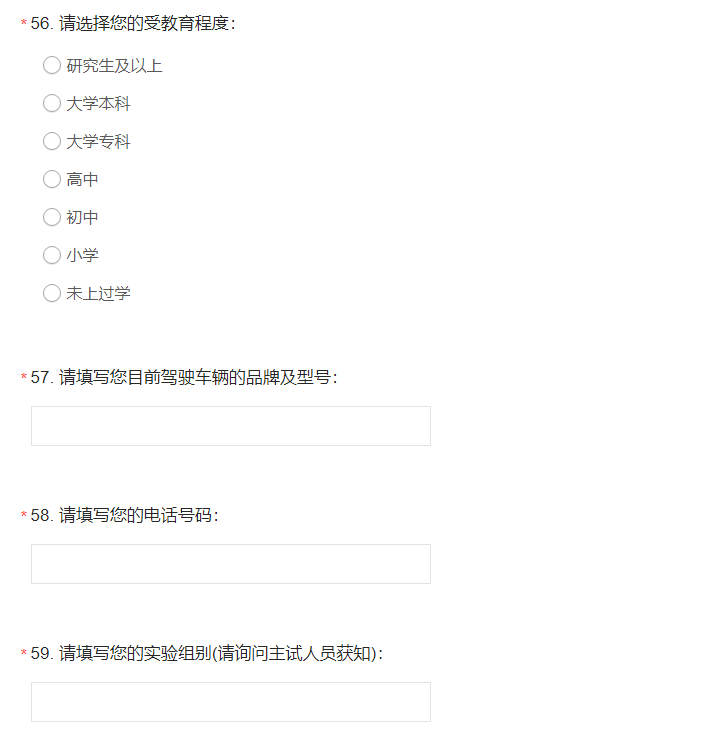 * 56. 请选择您的受教育程度：
研究生及以上
大学本科
大学专科
高中
初中
小学
未上过学
* 57. 请填写您目前驾驶车辆的品牌及型号：
* 58. 请填写您的电话号码：
* 59. 请填写您的实验组别(请询问主试人员获知)：